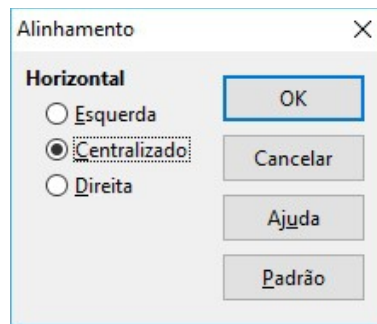 Alinhamento
Horizontal
Esquerda
Centralizado
Direita
OK
Cancelar
Ajuda
Padrão